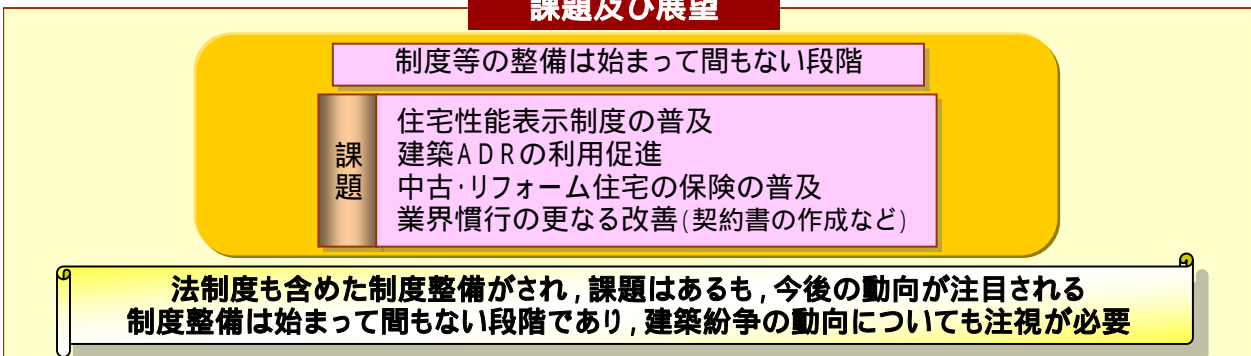 課題及び展望
制度等の整備は始まって間もない段階
課題
住宅性能表示制度の普及
建築ADRの利用促進
中古・リフォーム住宅の保険の普及
業界慣行の更なる改善(契約書の作成など)
法制度も含めた制度整備がされ,課題はあるも,今後の動向が注目される
制度整備は始まって間もない段階であり,建築紛争の動向についても注視が必要